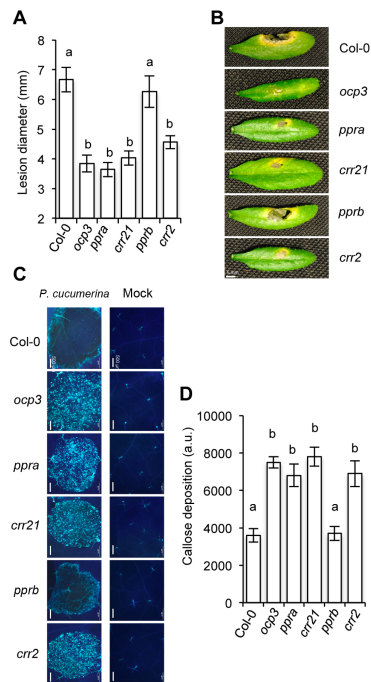 A
Lesion diameter (mm)
8
7
6
5
4
3
2
a
b
b
b
a
b
Col-0
ocp3
ppra
crr21
pprb
crr2
B
Col-0
ocp3
ppra
crr21
pprb
crr2
C
P. cucumerina
Mock
Col-0
ocp3
ppra
crr21
pprb
crr2
D
Callose deposition (a.u.)
10000
8000
6000
4000
2000
0
a
b
b
b
a
b
Col-0
ocp3
ppra
crr21
pprb
crr2